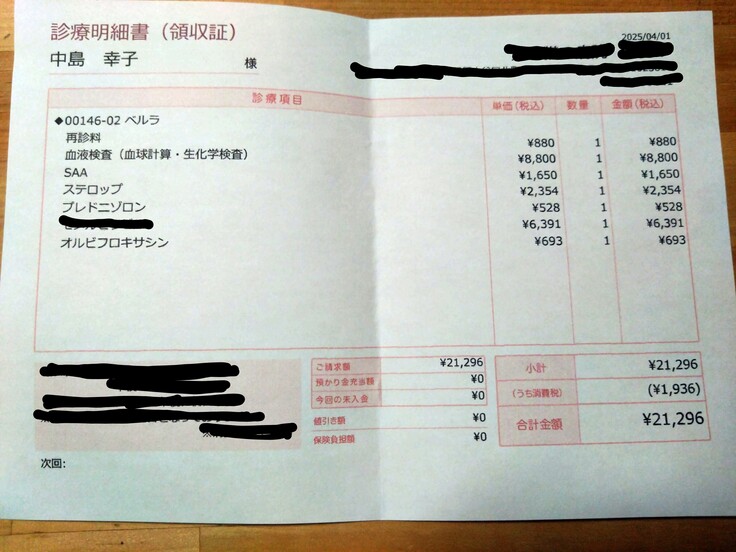 診療明細書（領収証）
中島 幸子 様
2025/04/01
診療項目 単価（税込） 数量 金額（税込）
◆00146-02 ベルラ
再診料 ¥880 1 ¥880
血液検査（血球計算・生化学検査） ¥8,800 1 ¥8,800
SAA ¥1,650 1 ¥1,650
ステロップ ¥2,354 1 ¥2,354
プレドニゾロン ¥528 1 ¥528
¥6,391 1 ¥6,391
オルビフロキサシン ¥693 1 ¥693
ご請求額 ¥21,296
預かり金充当額 ¥0
今回の未入金 ¥0
値引き額 ¥0
保険負担額 ¥0
小計 ¥21,296
（うち消費税） (¥1,936)
合計金額 ¥21,296
次回: